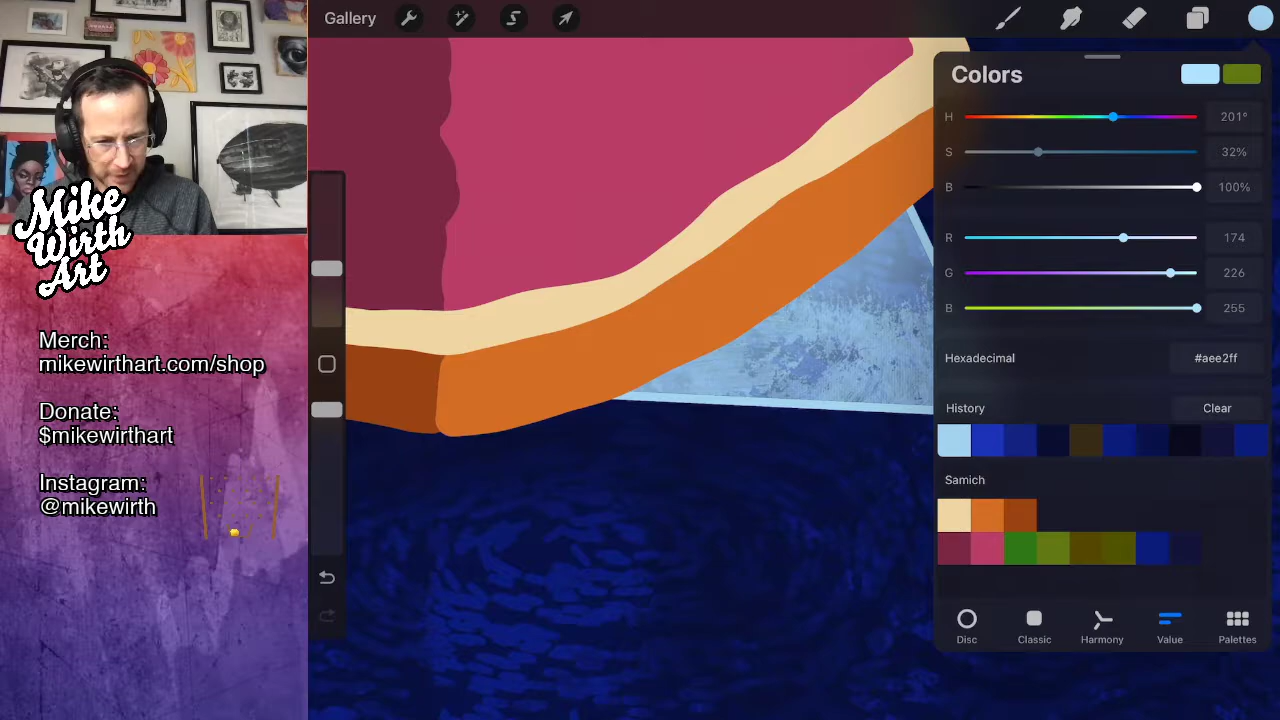 Gallery
Mike
Wirth
Art
Merch:
mikewirthart.com/shop
Donate:
$mikewirthart
Instagram:
@mikewirth
Colors
H 201°
S 32%
B 100%
R 174
G 226
B 255
Hexadecimal #aee2ff
History Clear
Samich
Disc Classic Harmony Value Palettes